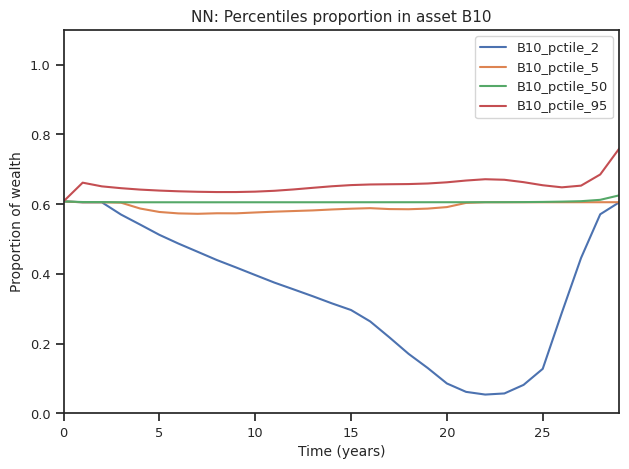 NN: Percentiles proportion in asset B10
B10_pctile_2
B10_pctile_5
B10_pctile_50
B10_pctile_95
Proportion of wealth
1.0
0.8
0.6
0.4
0.2
0.0
0 5 10 15 20 25
Time (years)